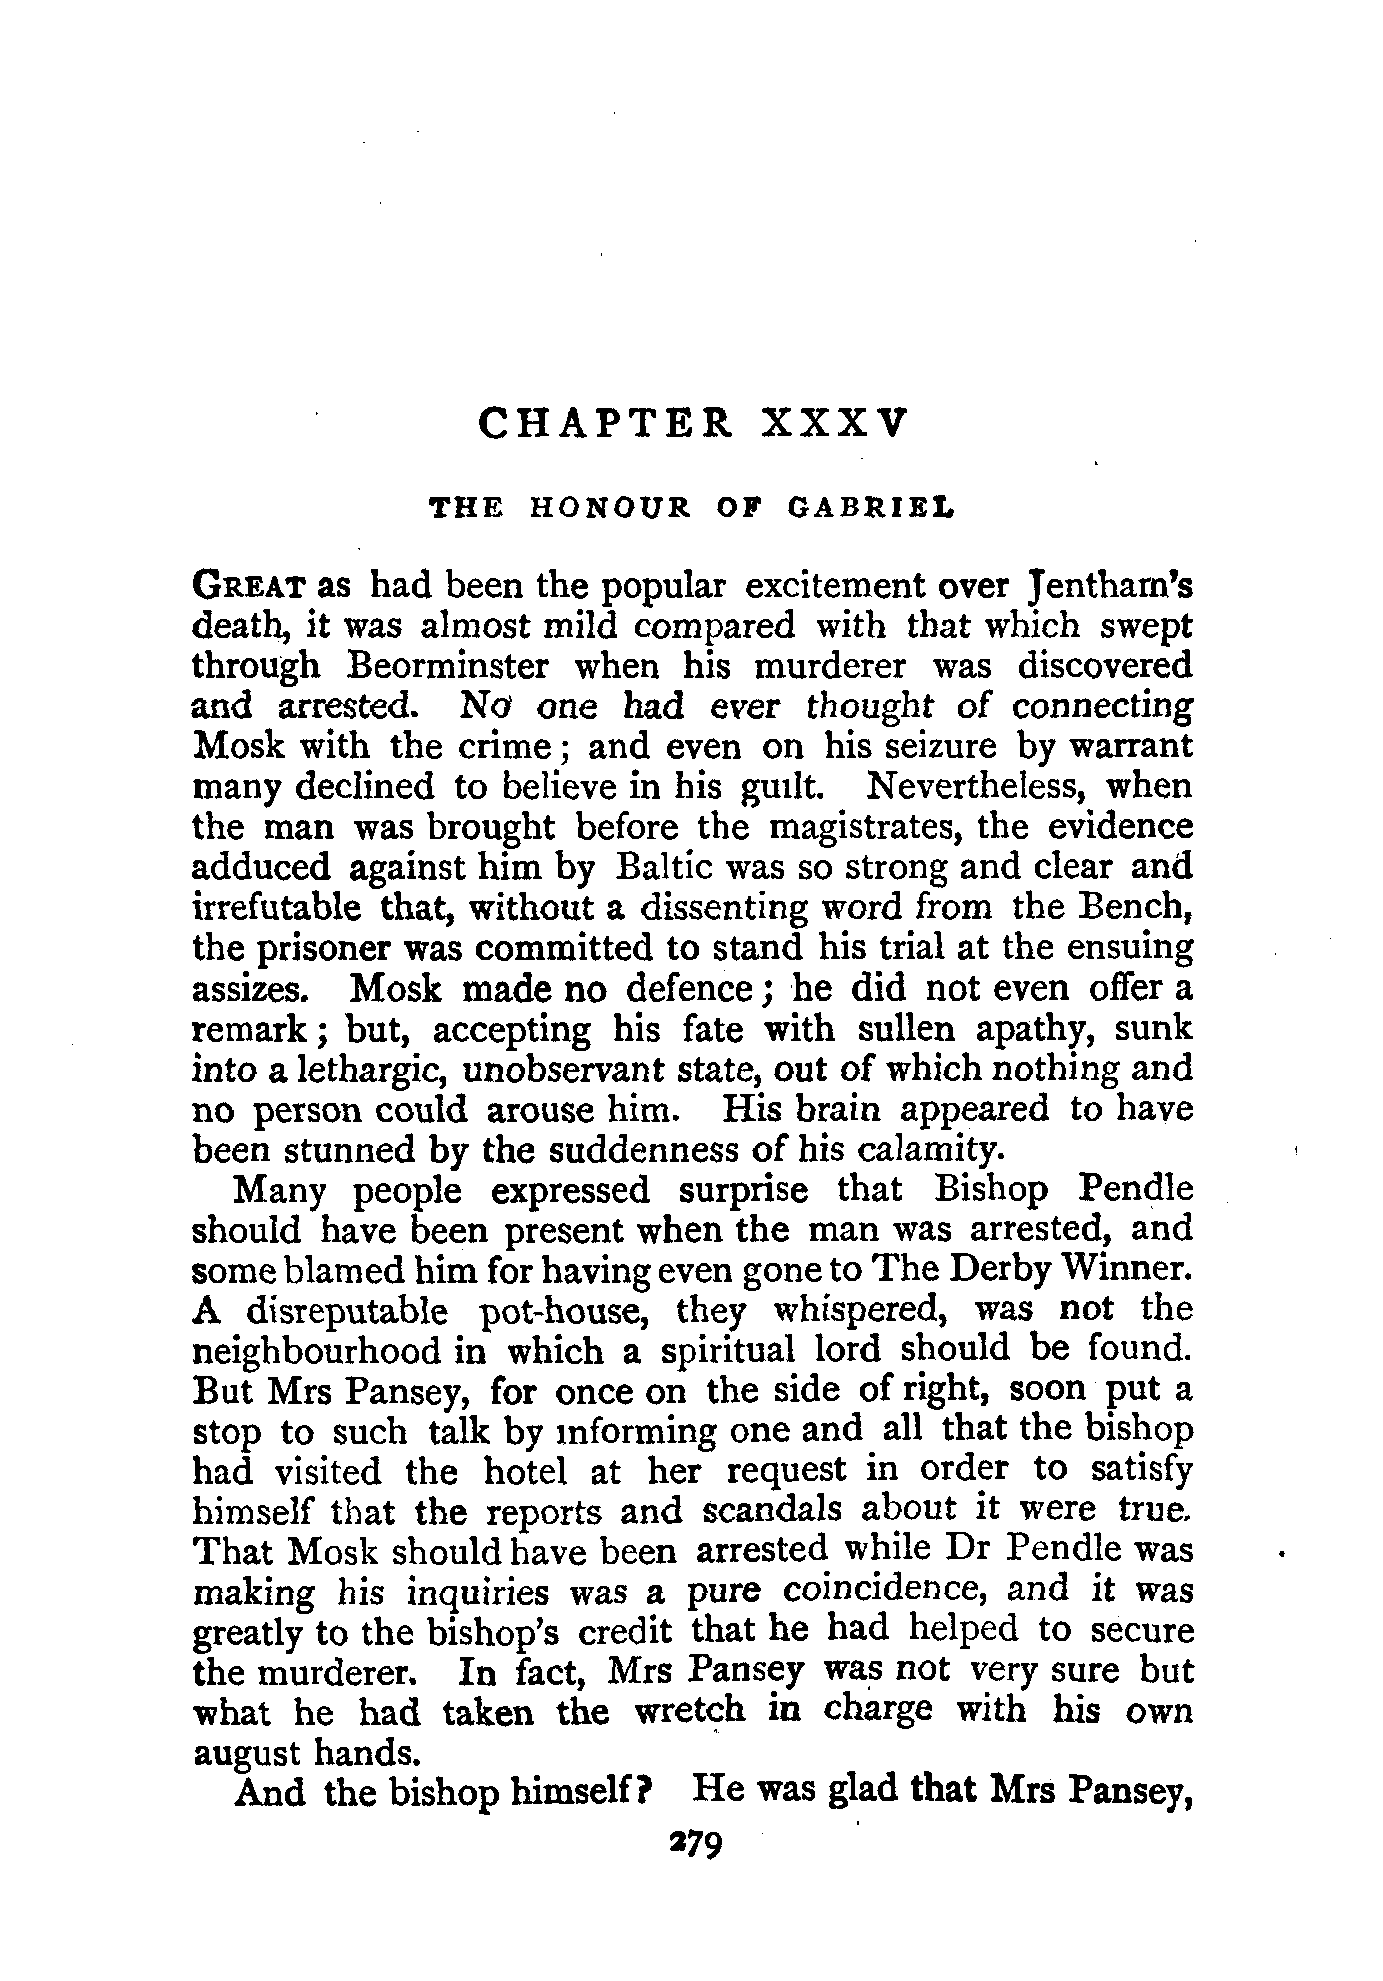 CHAPTER XXXV
THE HONOUR OF GABRIEL
GREAT as had been the popular excitement over Jentham's
death, it was almost mild compared with that which swept
through Beorminster when his murderer was discovered
and arrested. No one had ever thought of connecting
Mosk with the crime; and even on his seizure by warrant
many declined to believe in his guilt. Nevertheless, when
the man was brought before the magistrates, the evidence
adduced against him by Baltic was so strong and clear and
irrefutable that, without a dissenting word from the Bench,
the prisoner was committed to stand his trial at the ensuing
assizes. Mosk made no defence; he did not even offer a
remark; but, accepting his fate with sullen apathy, sunk
into a lethargic, unobservant state, out of which nothing and
no person could arouse him. His brain appeared to have
been stunned by the suddenness of his calamity.
Many people expressed surprise that Bishop Pendle
should have been present when the man was arrested, and
some blamed him for having even gone to The Derby Winner.
A disreputable pot-house, they whispered, was not the
neighbourhood in which a spiritual lord should be found.
But Mrs Pansey, for once on the side of right, soon put a
stop to such talk by informing one and all that the bishop
had visited the hotel at her request in order to satisfy
himself that the reports and scandals about it were true.
That Mosk should have been arrested while Dr Pendle was
making his inquiries was a pure coincidence, and it was
greatly to the bishop's credit that he had helped to secure
the murderer. In fact, Mrs Pansey was not very sure but
what he had taken the wretch in charge with his own
august hands.
And the bishop himself? He was glad that Mrs Pansey,
279